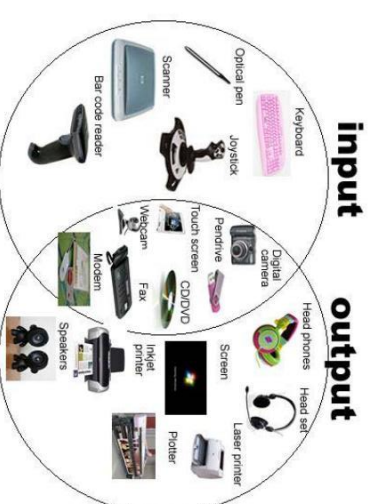 input
output
Keyboard
Optical pen
Joystick
Scanner
Bar code reader
Digital
camera
Pendrive
Touch screen
CD/DVD
Webcam
Fax
Modem
Head phones
Head set
Screen
Laser printer
Inkjet
printer
Plotter
Speakers